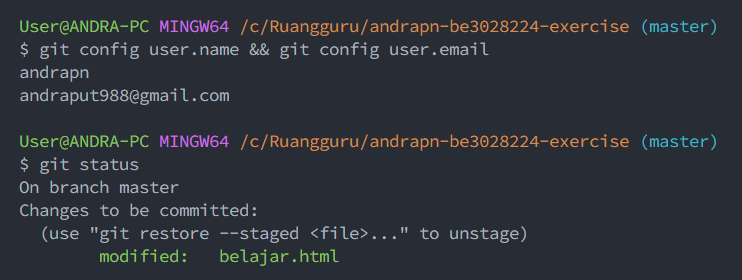 User@ANDRA-PC MINGW64 /c/Ruangguru/andrapn-be3028224-exercise (master)
$ git config user.name && git config user.email
andrapn
andraput988@gmail.com

User@ANDRA-PC MINGW64 /c/Ruangguru/andrapn-be3028224-exercise (master)
$ git status
On branch master
Changes to be committed:
  (use "git restore --staged <file>..." to unstage)
        modified:   belajar.html